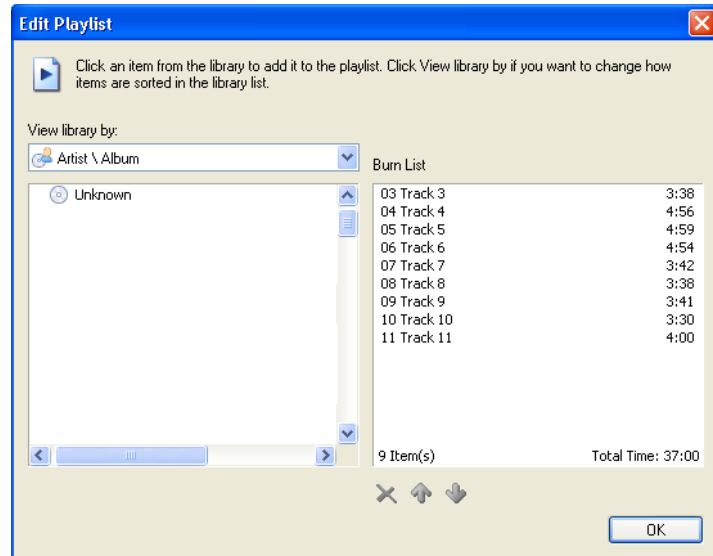 Edit Playlist
Click an item from the library to add it to the playlist. Click View library by if you want to change how
items are sorted in the library list.
View library by:
Artist \ Album
Unknown
Burn List
03 Track 3 3:38
04 Track 4 4:56
05 Track 5 4:59
06 Track 6 4:54
07 Track 7 3:42
08 Track 8 3:38
09 Track 9 3:41
10 Track 10 3:30
11 Track 11 4:00
9 Item(s) Total Time: 37:00
OK